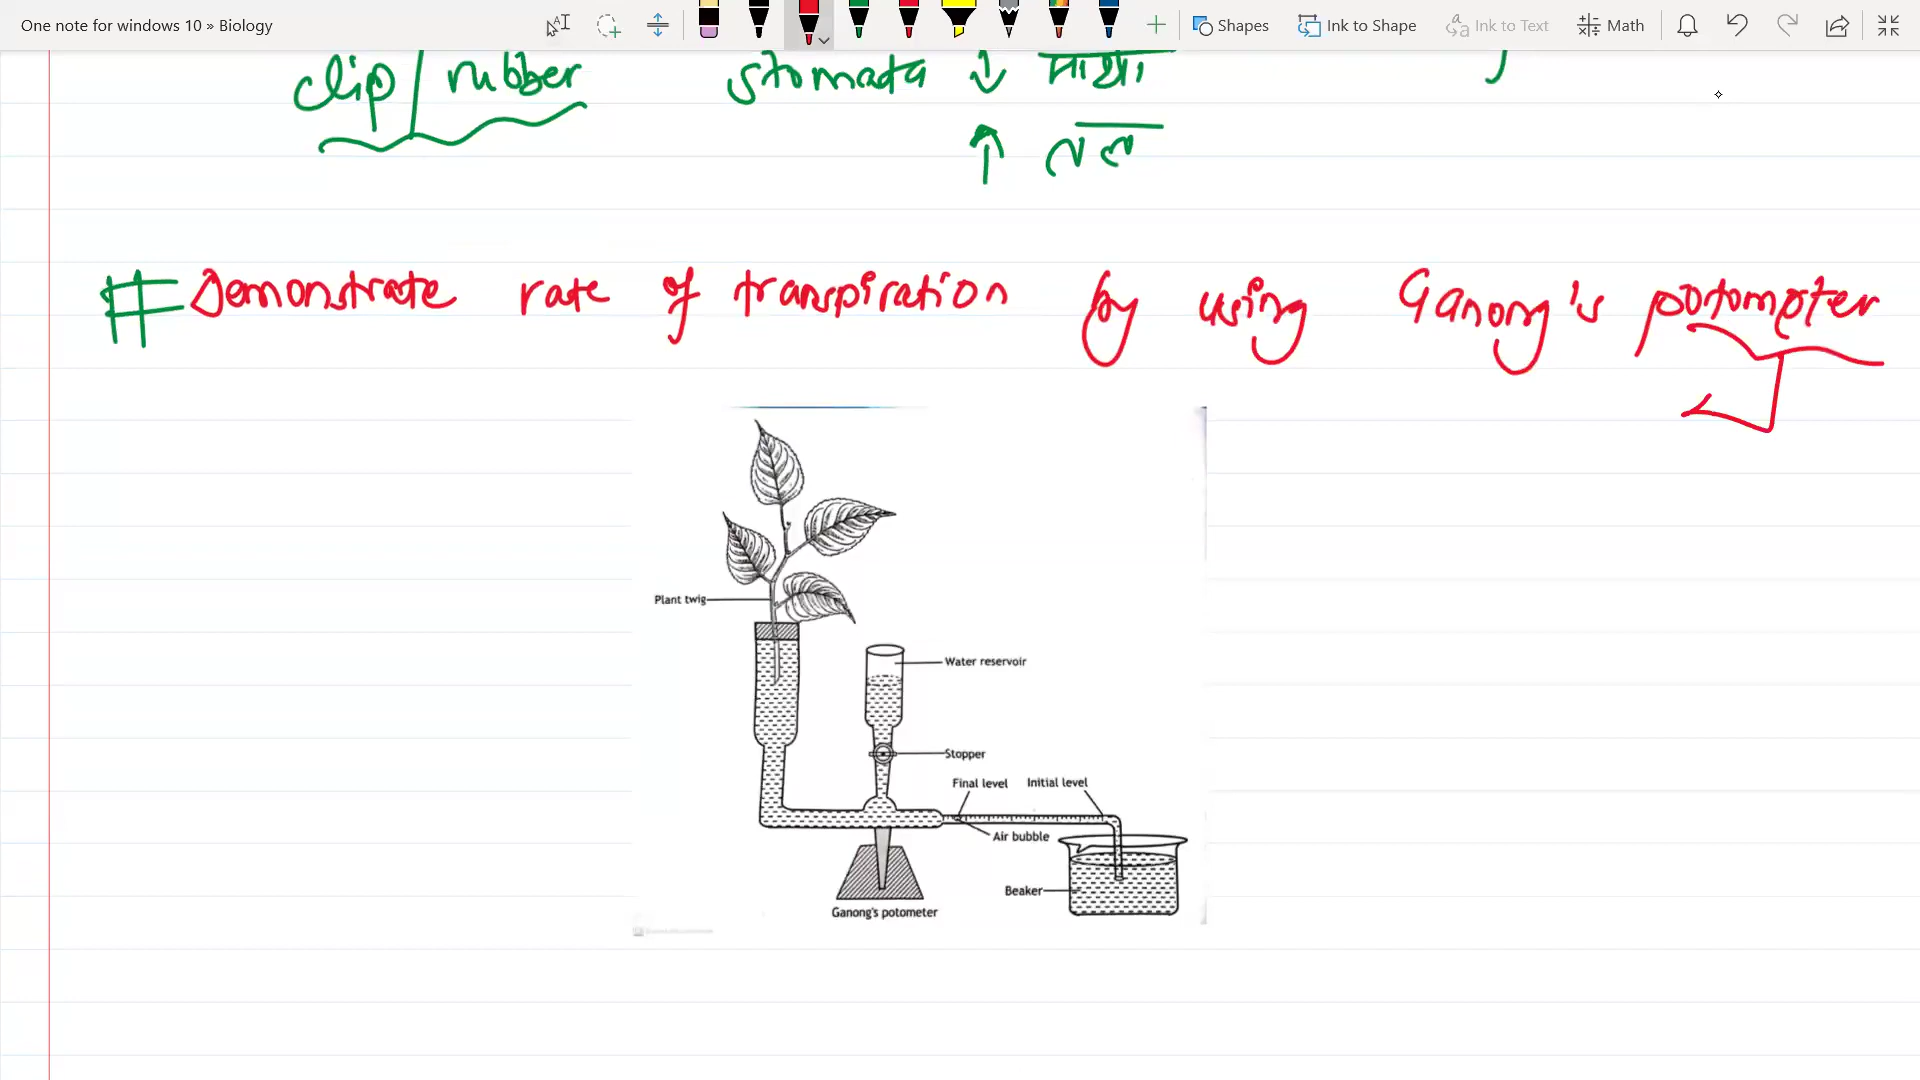 One note for windows 10 » Biology
Shapes Ink to Shape Ink to Text Math
clip / rubber stomata ↓ माथा
↑ तल
# Demonstrate rate of transpiration by using Ganong's potometer
Plant twig
Water reservoir
Stopper
Final level Initial level
Air bubble
Beaker
Ganong's potometer